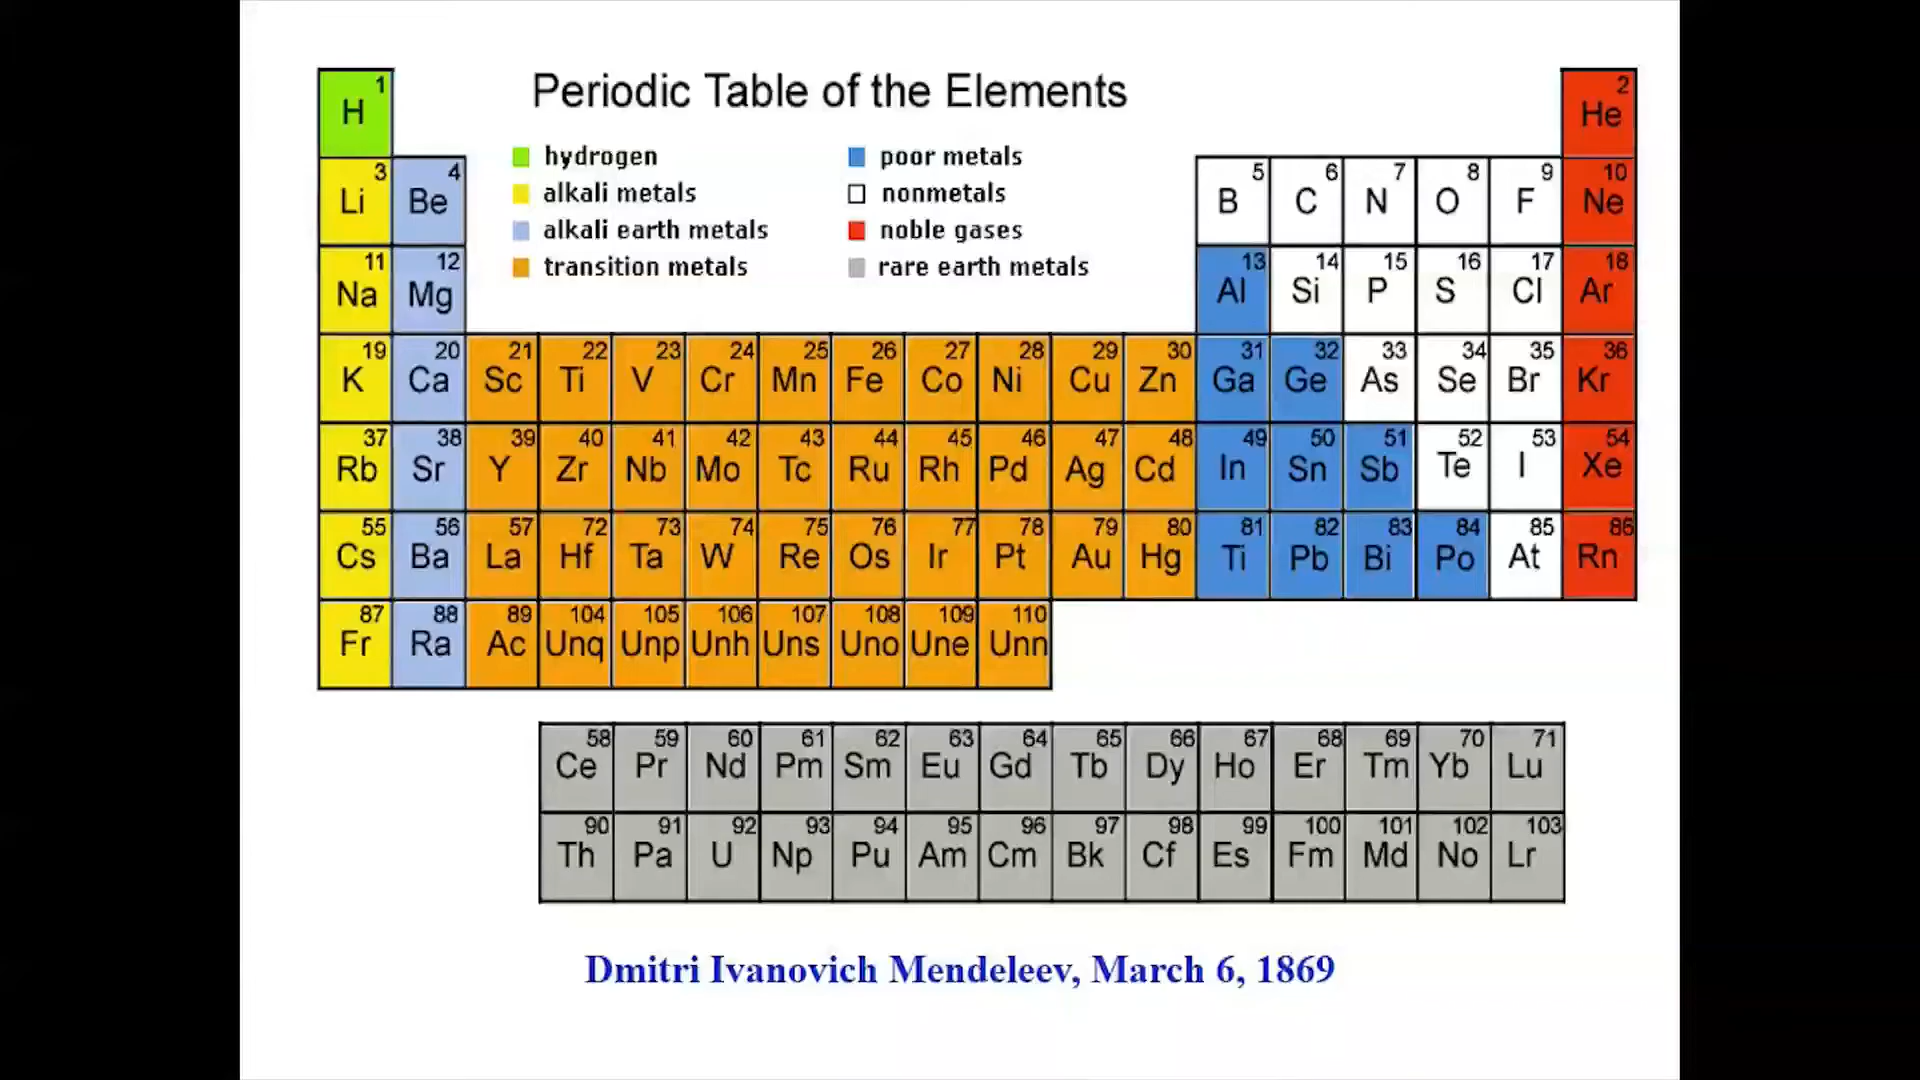 Periodic Table of the Elements
hydrogen
alkali metals
alkali earth metals
transition metals
poor metals
nonmetals
noble gases
rare earth metals
1 2
H He
3 4 5 6 7 8 9 10
Li Be B C N O F Ne
11 12 13 14 15 16 17 18
Na Mg Al Si P S Cl Ar
19 20 21 22 23 24 25 26 27 28 29 30 31 32 33 34 35 36
K Ca Sc Ti V Cr Mn Fe Co Ni Cu Zn Ga Ge As Se Br Kr
37 38 39 40 41 42 43 44 45 46 47 48 49 50 51 52 53 54
Rb Sr Y Zr Nb Mo Tc Ru Rh Pd Ag Cd In Sn Sb Te I Xe
55 56 57 72 73 74 75 76 77 78 79 80 81 82 83 84 85 86
Cs Ba La Hf Ta W Re Os Ir Pt Au Hg Ti Pb Bi Po At Rn
87 88 89 104 105 106 107 108 109 110
Fr Ra Ac Unq Unp Unh Uns Uno Une Unn
58 59 60 61 62 63 64 65 66 67 68 69 70 71
Ce Pr Nd Pm Sm Eu Gd Tb Dy Ho Er Tm Yb Lu
90 91 92 93 94 95 96 97 98 99 100 101 102 103
Th Pa U Np Pu Am Cm Bk Cf Es Fm Md No Lr
Dmitri Ivanovich Mendeleev, March 6, 1869